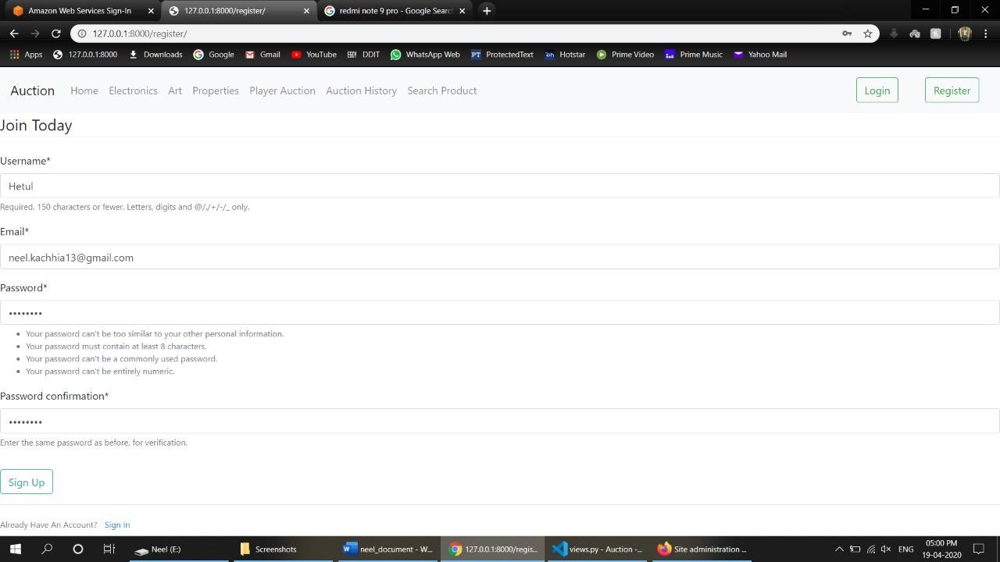 Amazon Web Services Sign-In
127.0.0.1:8000/register/
redmi note 9 pro - Google Search
127.0.0.1:8000/register/
Apps 127.0.0.1:8000 Downloads Google Gmail YouTube DDIT WhatsApp Web PT ProtectedText Hotstar Prime Video Prime Music Yahoo Mail
Auction Home Electronics Art Properties Player Auction Auction History Search Product Login Register
Join Today
Username*
Hetul
Required. 150 characters or fewer. Letters, digits and @/./+/-/_ only.
Email*
neel.kachhia13@gmail.com
Password*
••••••••
• Your password can't be too similar to your other personal information.
• Your password must contain at least 8 characters.
• Your password can't be a commonly used password.
• Your password can't be entirely numeric.
Password confirmation*
••••••••
Enter the same password as before, for verification.
Sign Up
Already Have An Account? Sign In
Neel (E:) Screenshots neel_document - W... 127.0.0.1:8000/regis... views.py - Auction -... Site administration ... ENG 05:00 PM
19-04-2020